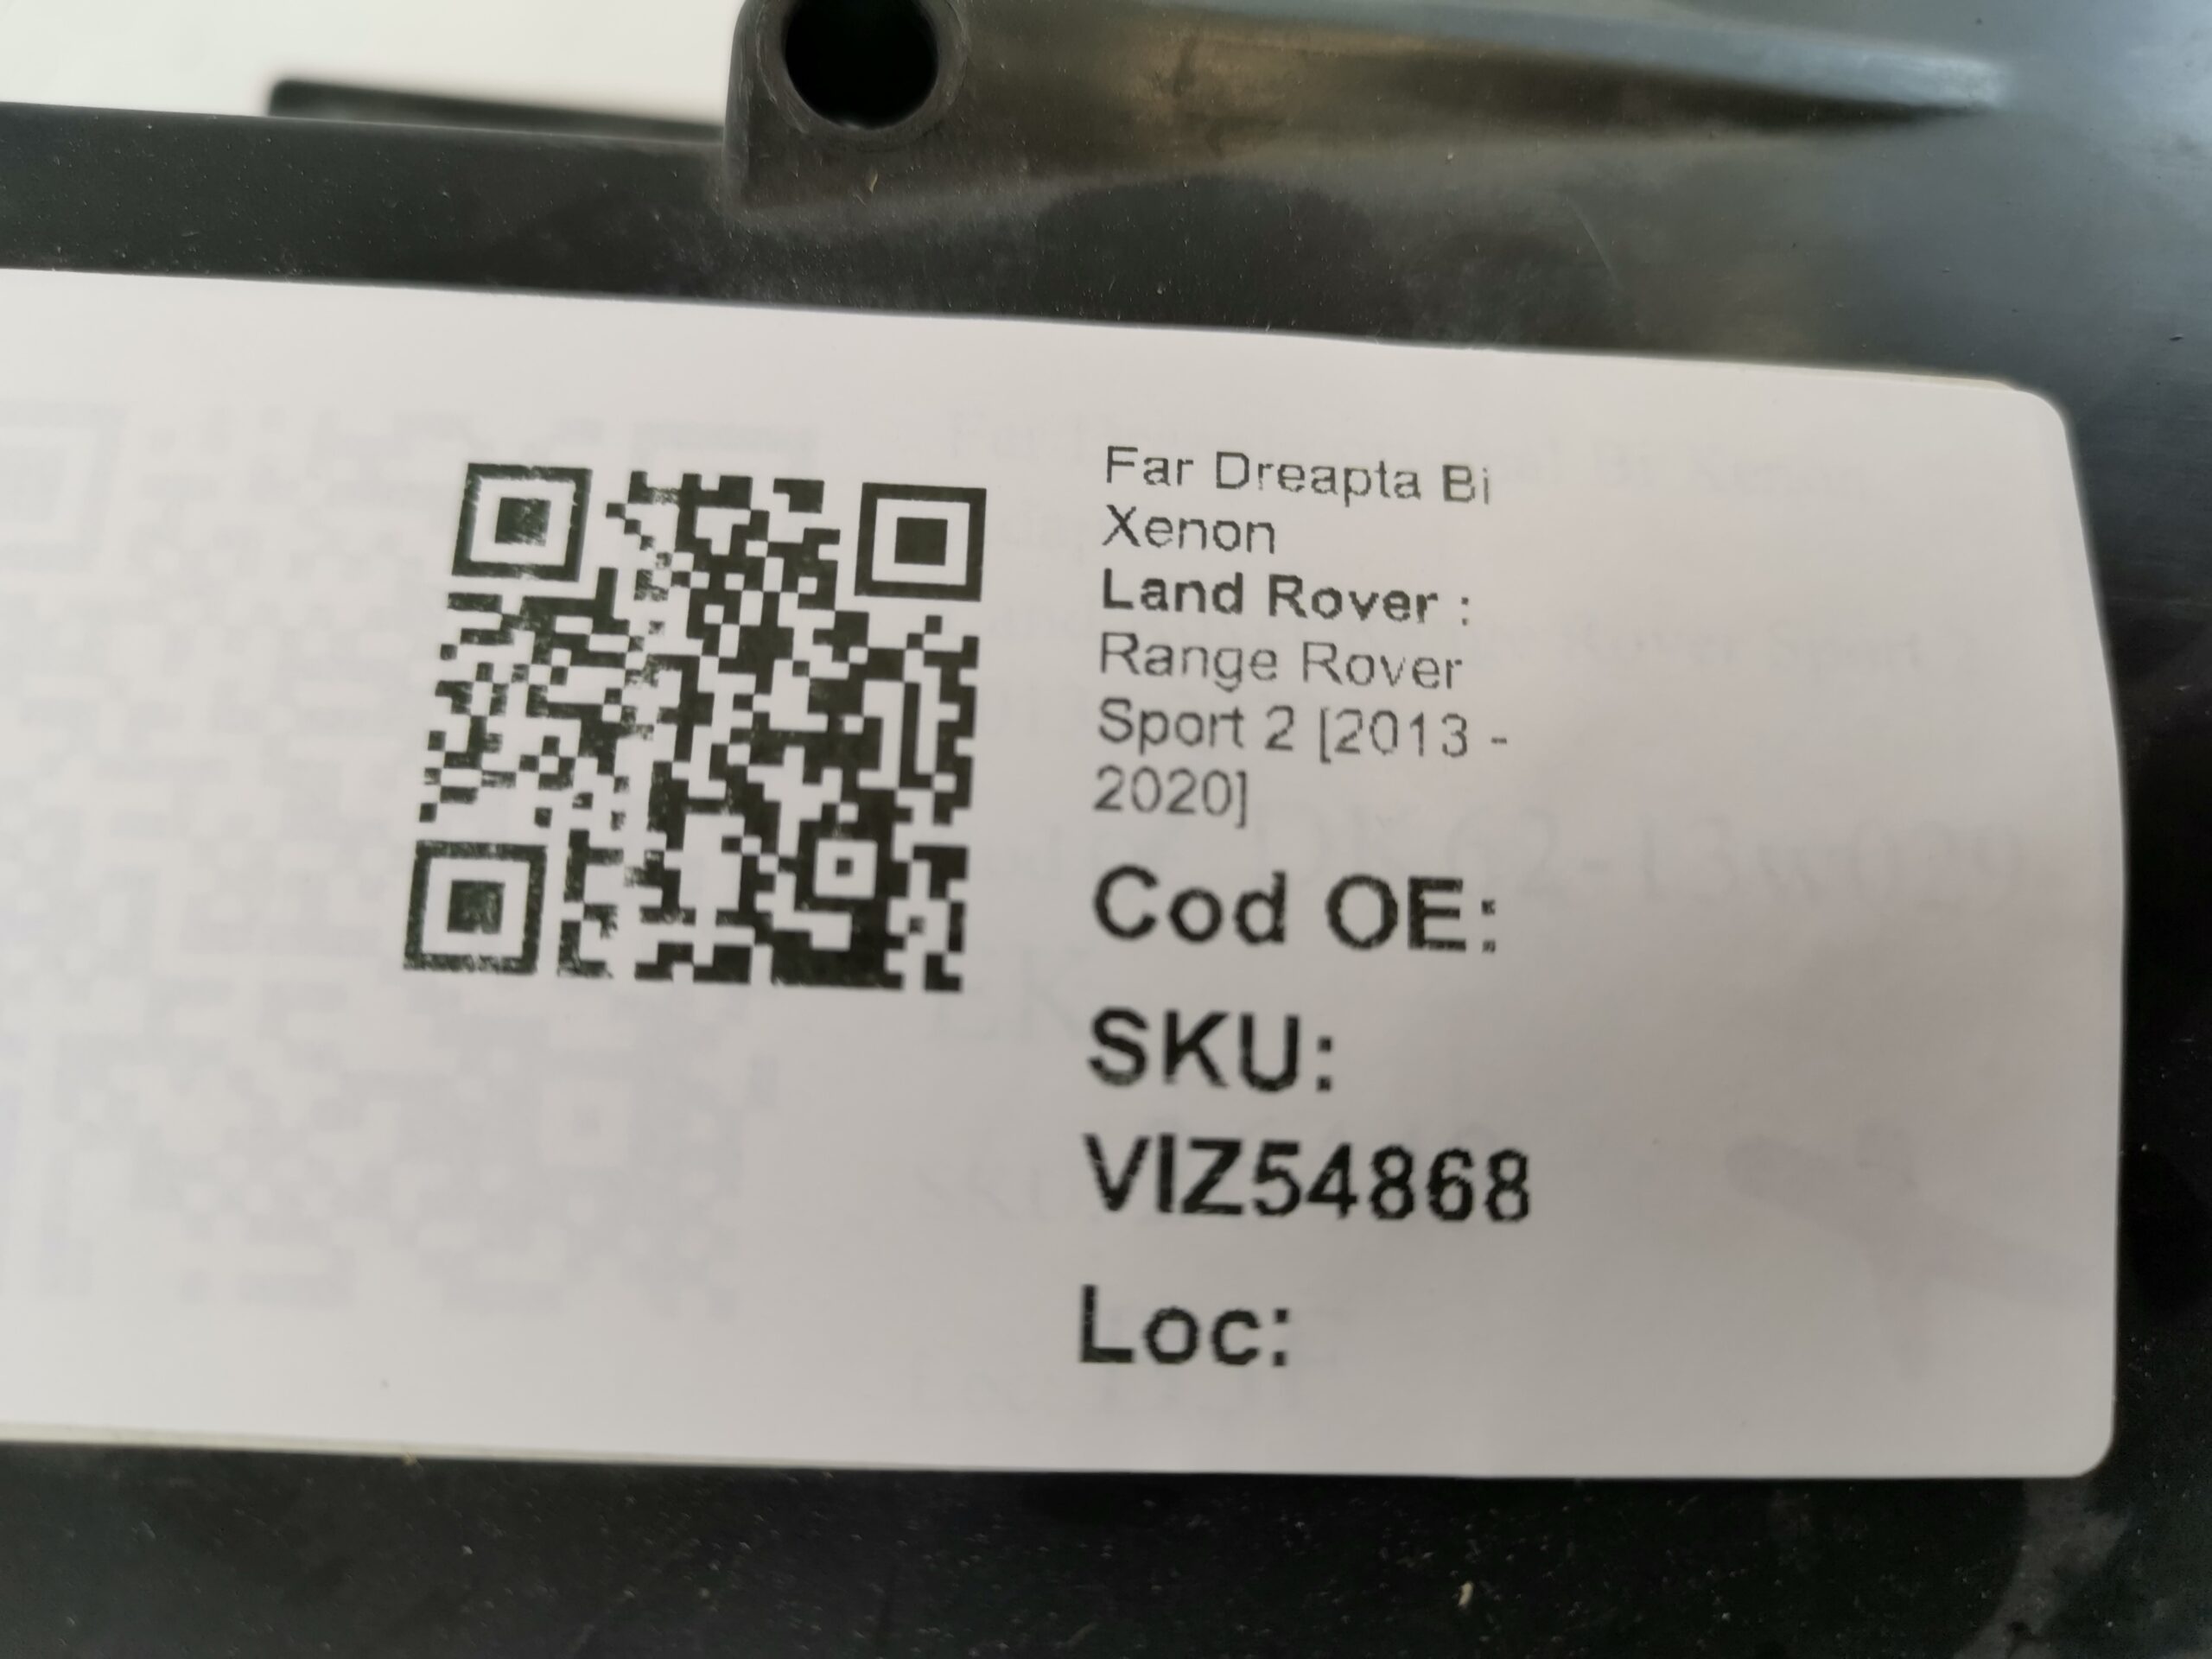 Far Dreapta Bi
Xenon
Land Rover :
Range Rover
Sport 2 [2013 -
2020]
Cod OE:
SKU:
VIZ54868
Loc: